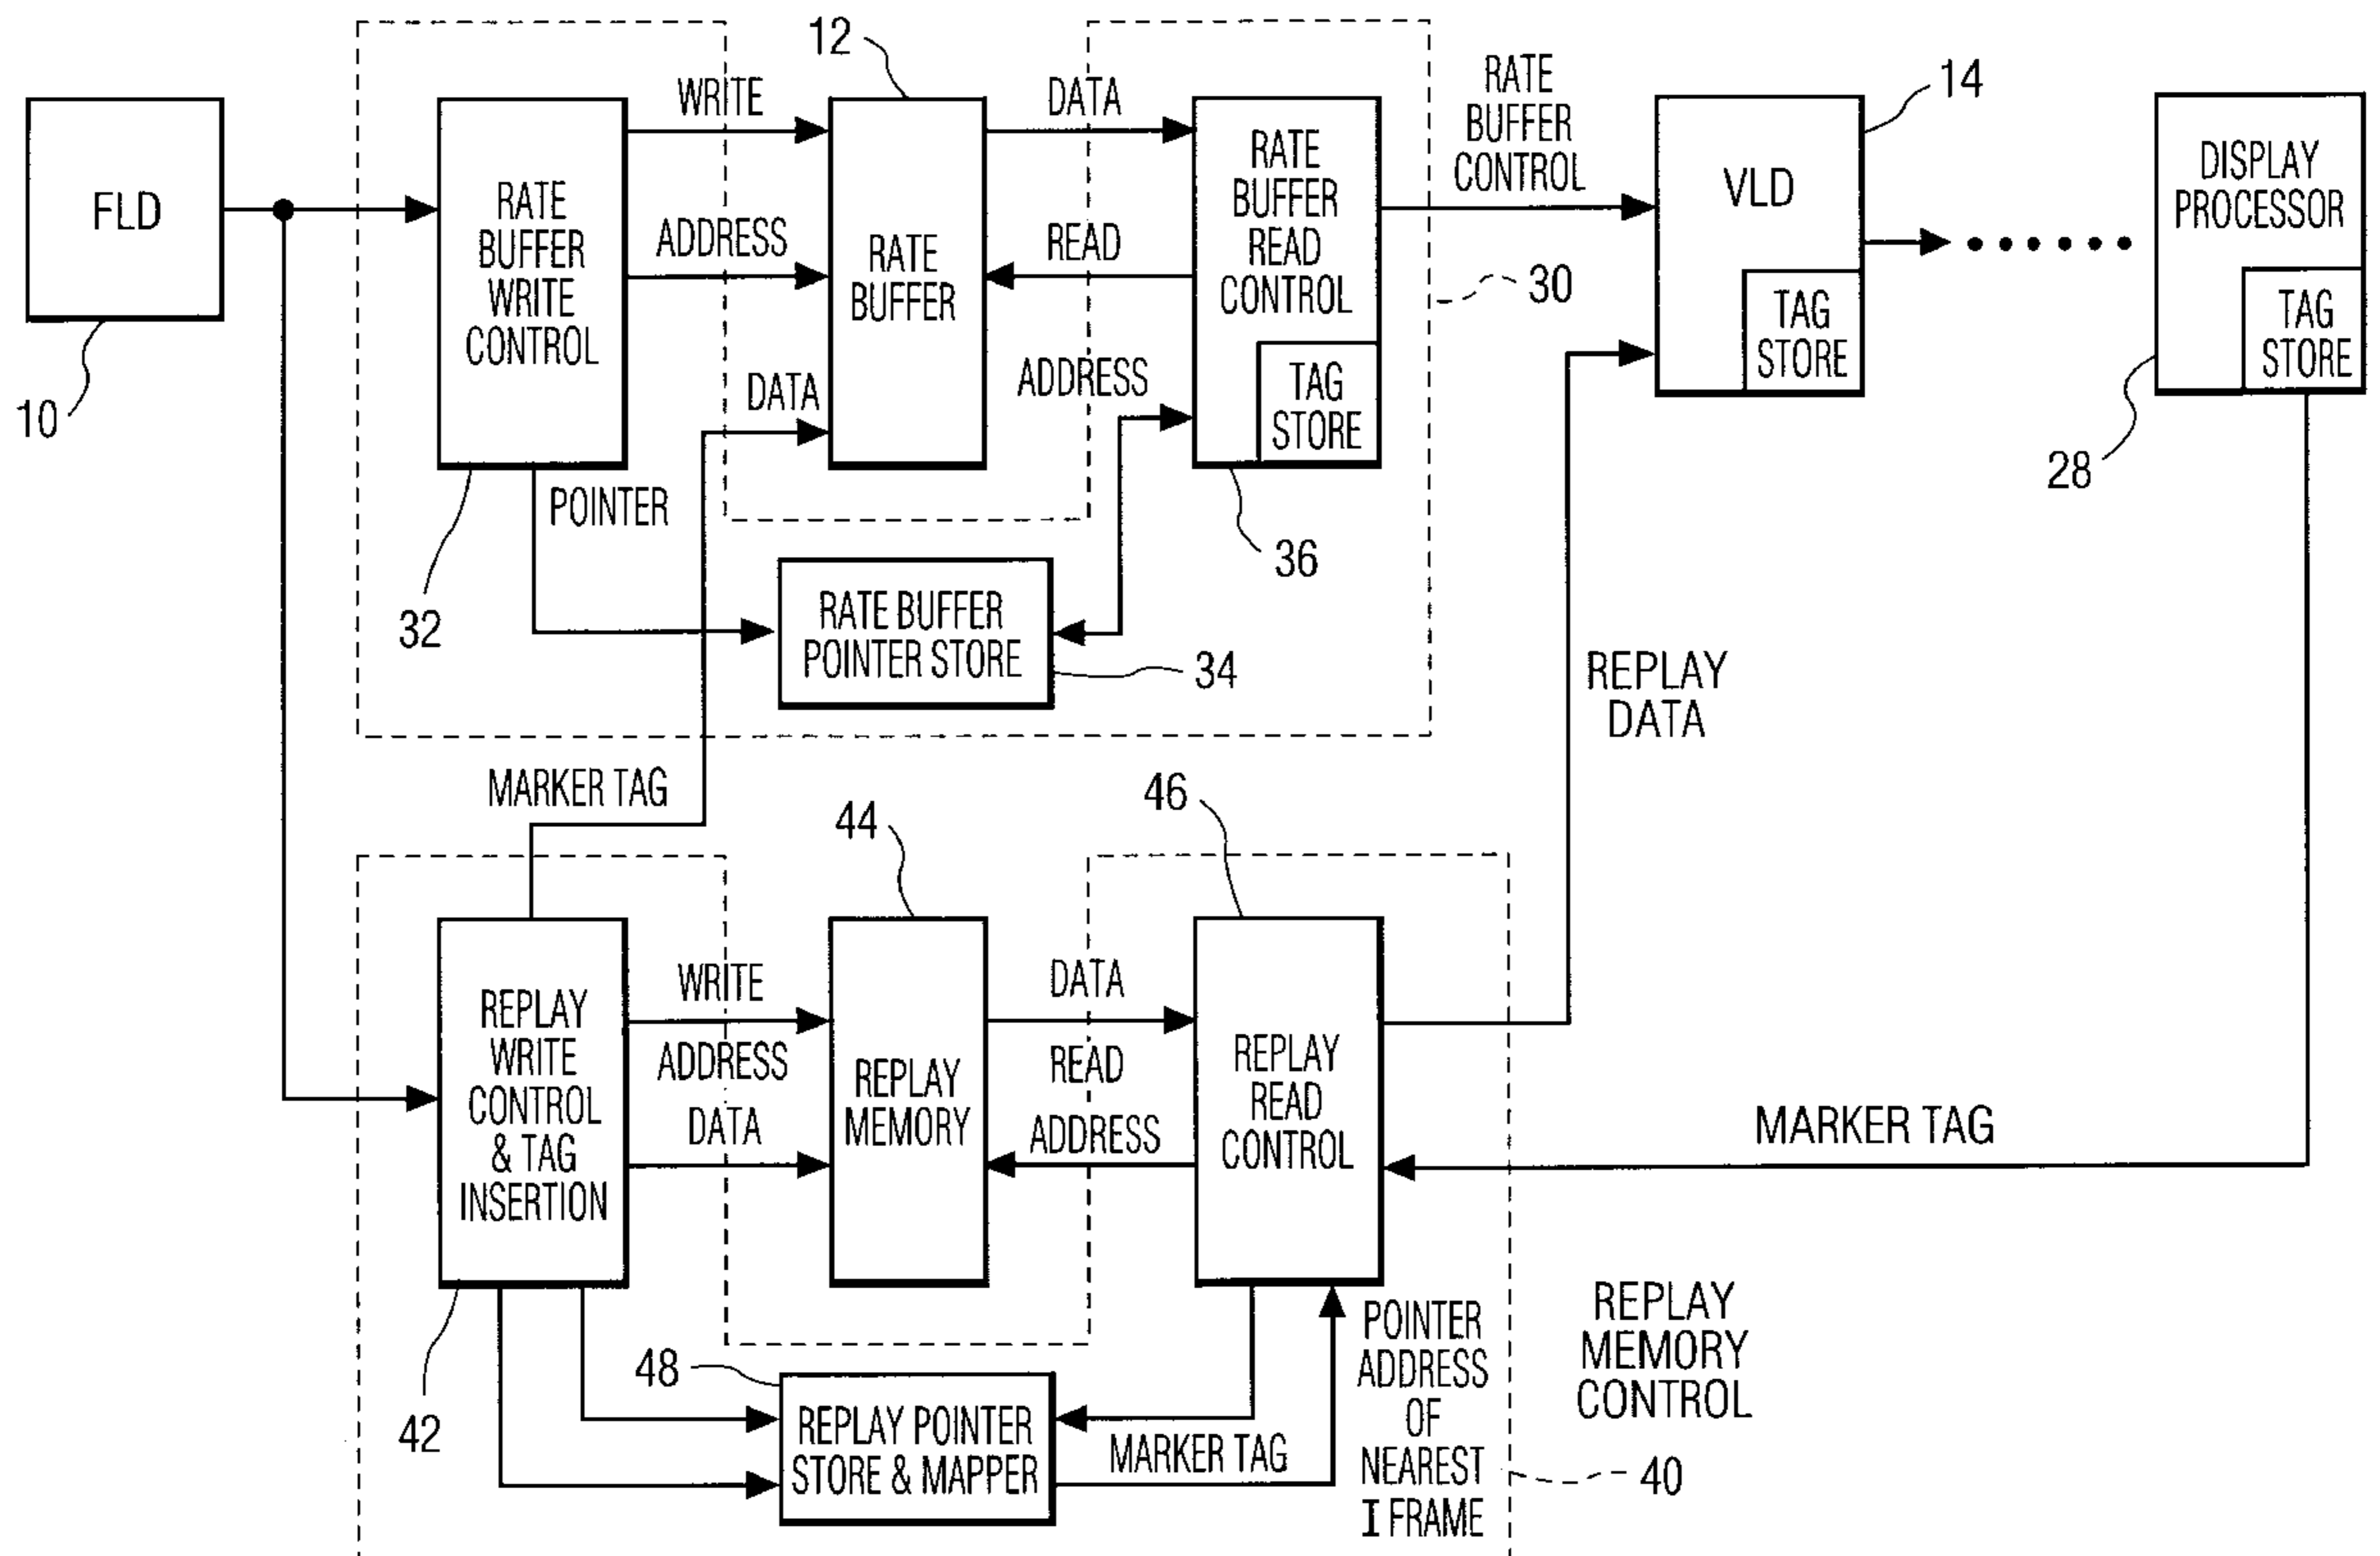 FLD
10
RATE
BUFFER
WRITE
CONTROL
32
WRITE
ADDRESS
DATA
POINTER
12
RATE
BUFFER
DATA
READ
ADDRESS
RATE
BUFFER
READ
CONTROL
TAG
STORE
36
RATE BUFFER
POINTER STORE
34
30
RATE
BUFFER
CONTROL
14
VLD
TAG
STORE
DISPLAY
PROCESSOR
TAG
STORE
28
REPLAY
DATA
MARKER TAG
REPLAY
WRITE
CONTROL
& TAG
INSERTION
42
WRITE
ADDRESS
DATA
44
REPLAY
MEMORY
DATA
READ
ADDRESS
46
REPLAY
READ
CONTROL
MARKER TAG
48
REPLAY POINTER
STORE & MAPPER
MARKER TAG
POINTER
ADDRESS
OF
NEAREST
I FRAME
REPLAY
MEMORY
CONTROL
40